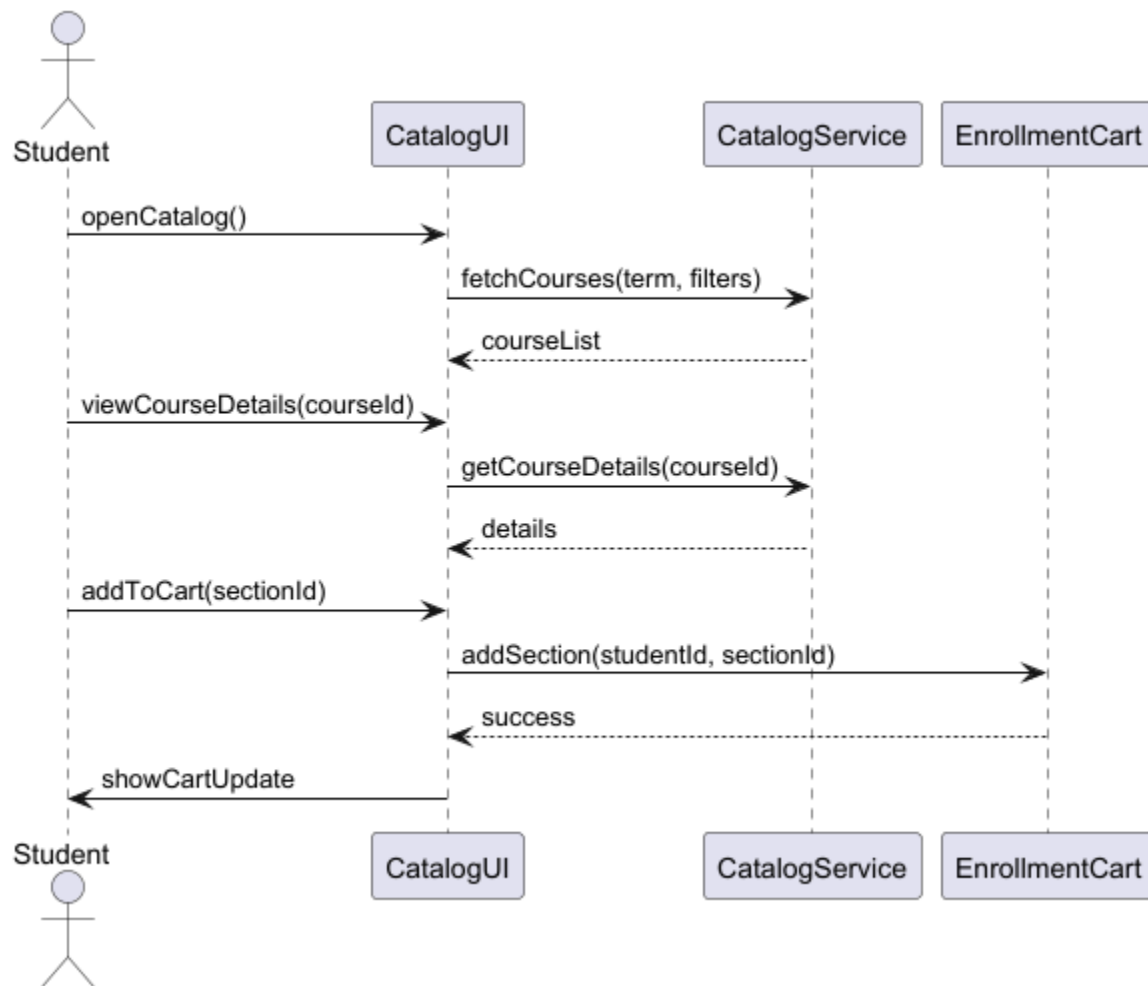 Student
CatalogUI
CatalogService
EnrollmentCart
openCatalog()
fetchCourses(term, filters)
courseList
viewCourseDetails(courseId)
getCourseDetails(courseId)
details
addToCart(sectionId)
addSection(studentId, sectionId)
success
showCartUpdate
Student
CatalogUI
CatalogService
EnrollmentCart